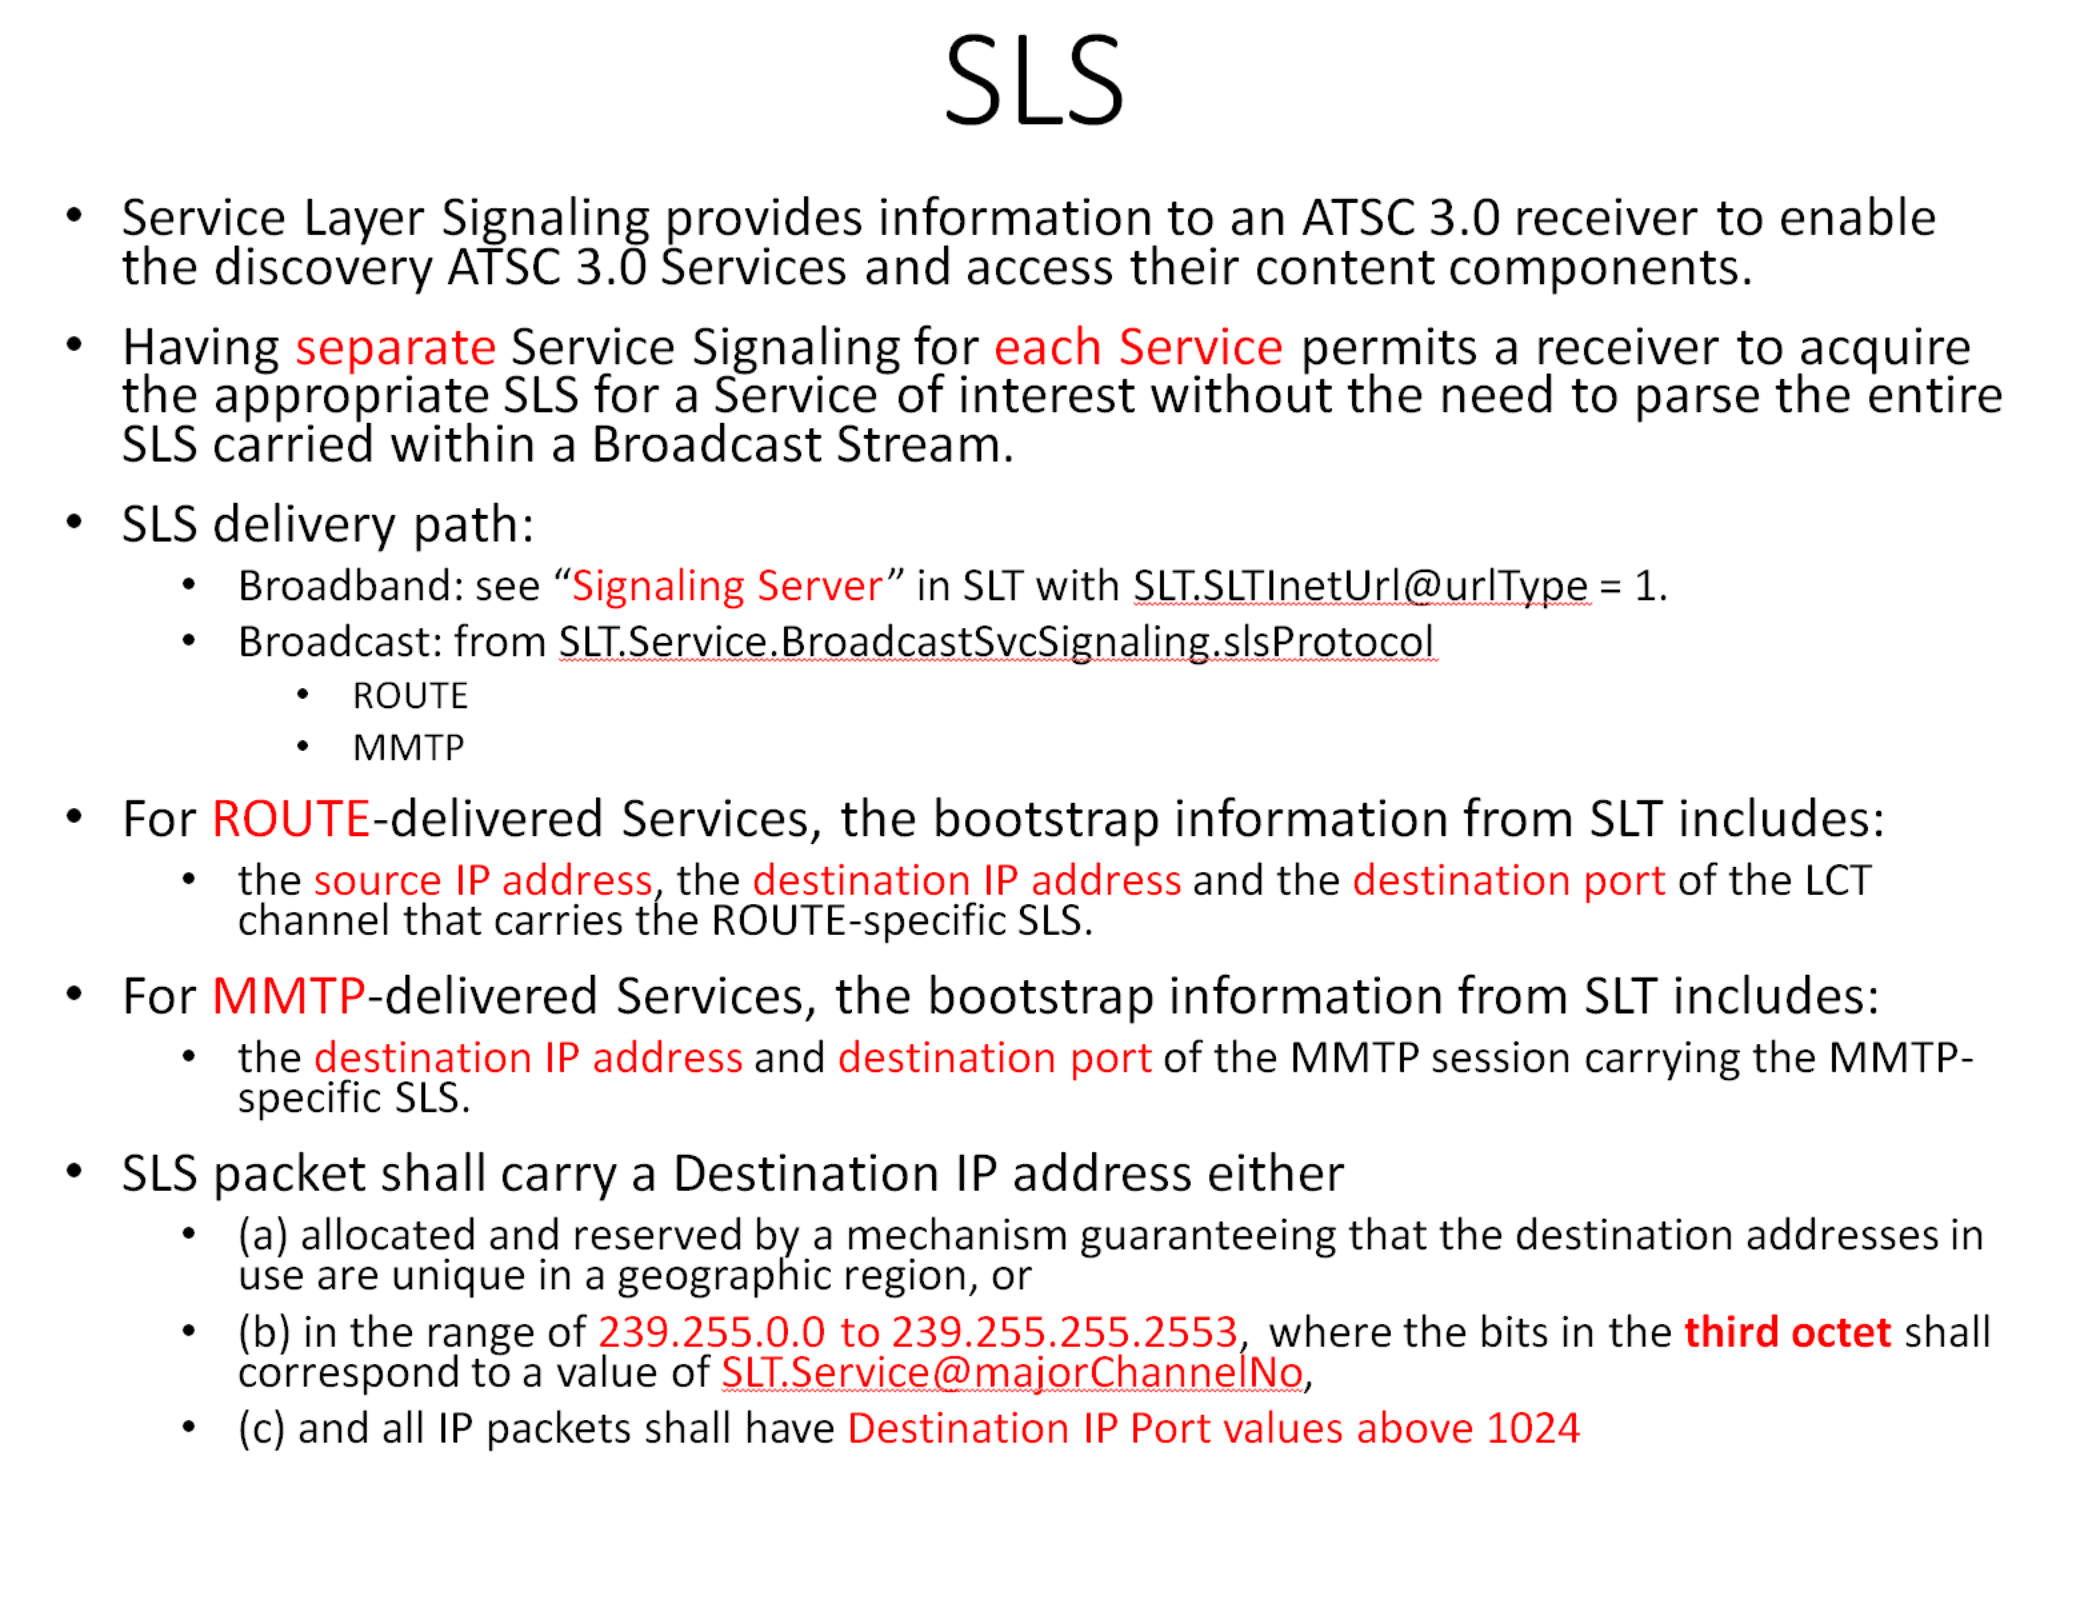 SLS
• Service Layer Signaling provides information to an ATSC 3.0 receiver to enable
the discovery ATSC 3.0 Services and access their content components.
• Having separate Service Signaling for each Service permits a receiver to acquire
the appropriate SLS for a Service of interest without the need to parse the entire
SLS carried within a Broadcast Stream.
• SLS delivery path:
• Broadband: see “Signaling Server” in SLT with SLT.SLTInetUrl@urlType = 1.
• Broadcast: from SLT.Service.BroadcastSvcSignaling.slsProtocol
• ROUTE
• MMTP
• For ROUTE-delivered Services, the bootstrap information from SLT includes:
• the source IP address, the destination IP address and the destination port of the LCT
channel that carries the ROUTE-specific SLS.
• For MMTP-delivered Services, the bootstrap information from SLT includes:
• the destination IP address and destination port of the MMTP session carrying the MMTP-
specific SLS.
• SLS packet shall carry a Destination IP address either
• (a) allocated and reserved by a mechanism guaranteeing that the destination addresses in
use are unique in a geographic region, or
• (b) in the range of 239.255.0.0 to 239.255.255.2553, where the bits in the third octet shall
correspond to a value of SLT.Service@majorChannelNo,
• (c) and all IP packets shall have Destination IP Port values above 1024